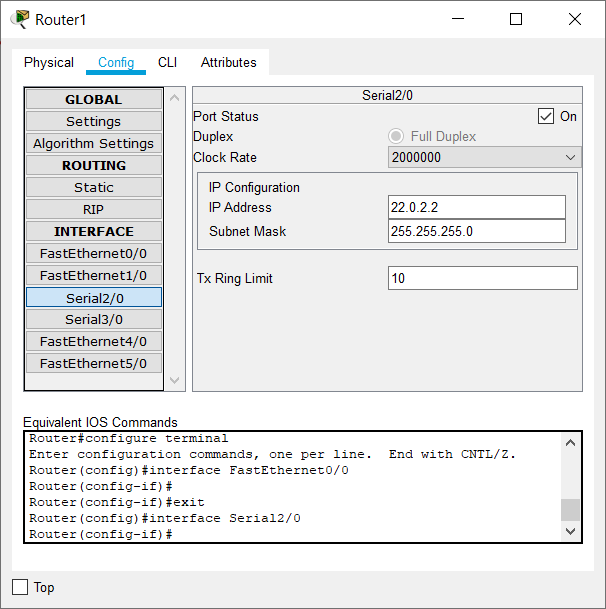 Router1
Physical Config CLI Attributes
GLOBAL
Settings
Algorithm Settings
ROUTING
Static
RIP
INTERFACE
FastEthernet0/0
FastEthernet1/0
Serial2/0
Serial3/0
FastEthernet4/0
FastEthernet5/0
Serial2/0
Port Status On
Duplex Full Duplex
Clock Rate 2000000
IP Configuration
IP Address 22.0.2.2
Subnet Mask 255.255.255.0
Tx Ring Limit 10
Equivalent IOS Commands
Router#configure terminal
Enter configuration commands, one per line.  End with CNTL/Z.
Router(config)#interface FastEthernet0/0
Router(config-if)#
Router(config-if)#exit
Router(config)#interface Serial2/0
Router(config-if)#
Top